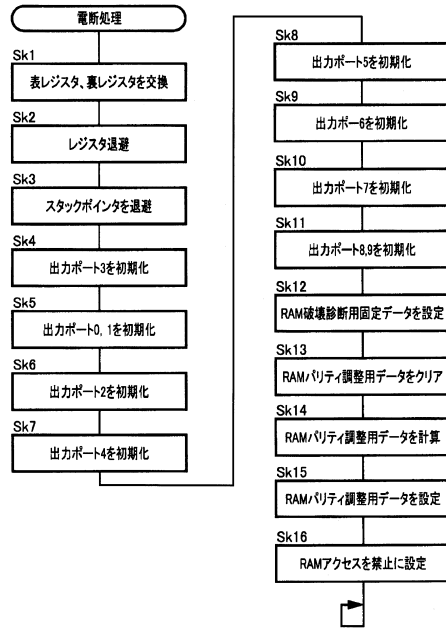 電断処理
Sk1
表レジスタ、裏レジスタを交換
Sk2
レジスタ退避
Sk3
スタックポインタを退避
Sk4
出力ポート3を初期化
Sk5
出力ポート0, 1を初期化
Sk6
出力ポート2を初期化
Sk7
出力ポート4を初期化
Sk8
出力ポート5を初期化
Sk9
出力ポー6を初期化
Sk10
出力ポート7を初期化
Sk11
出力ポート8,9を初期化
Sk12
RAM破壊診断用固定データを設定
Sk13
RAMパリティ調整用データをクリア
Sk14
RAMパリティ調整用データを計算
Sk15
RAMパリティ調整用データを設定
Sk16
RAMアクセスを禁止に設定